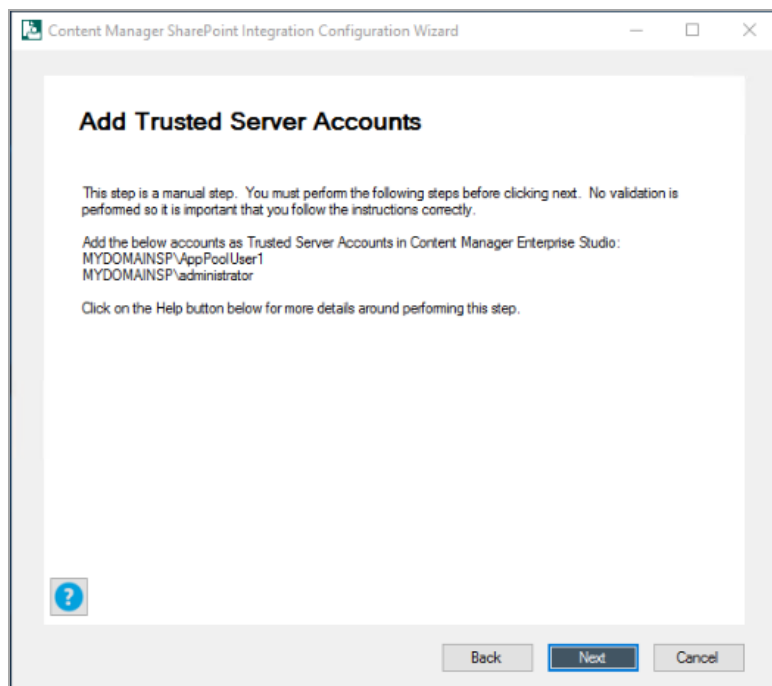 Content Manager SharePoint Integration Configuration Wizard
Add Trusted Server Accounts
This step is a manual step. You must perform the following steps before clicking next. No validation is
performed so it is important that you follow the instructions correctly.
Add the below accounts as Trusted Server Accounts in Content Manager Enterprise Studio:
MYDOMAINSP\AppPoolUser1
MYDOMAINSP\administrator
Click on the Help button below for more details around performing this step.
?
Back
Next
Cancel